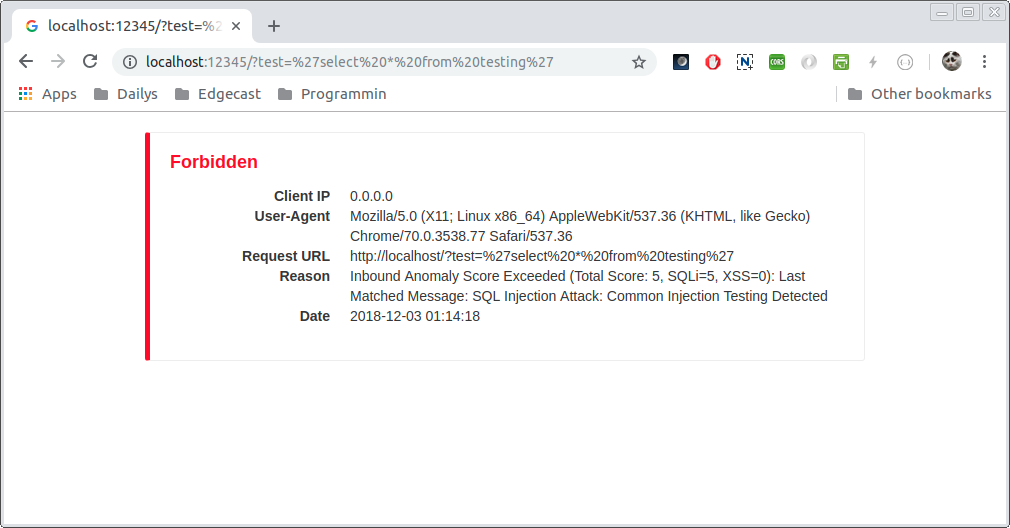 localhost:12345/?test=%2
localhost:12345/?test=%27select%20*%20from%20testing%27
CORS
Apps
Dailys
Edgecast
Programmin
Other bookmarks
Forbidden
Client IP 0.0.0.0
User-Agent Mozilla/5.0 (X11; Linux x86_64) AppleWebKit/537.36 (KHTML, like Gecko)
Chrome/70.0.3538.77 Safari/537.36
Request URL http://localhost/?test=%27select%20*%20from%20testing%27
Reason Inbound Anomaly Score Exceeded (Total Score: 5, SQLi=5, XSS=0): Last
Matched Message: SQL Injection Attack: Common Injection Testing Detected
Date 2018-12-03 01:14:18